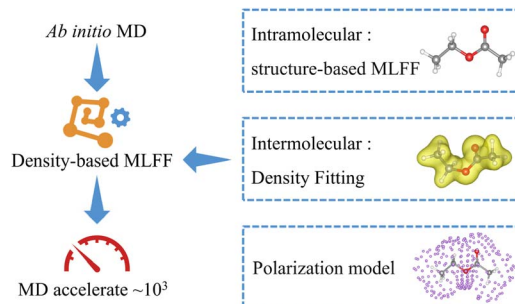 Ab initio MD
Density-based MLFF
MD accelerate ~10³
Intramolecular :
structure-based MLFF
Intermolecular :
Density Fitting
Polarization model